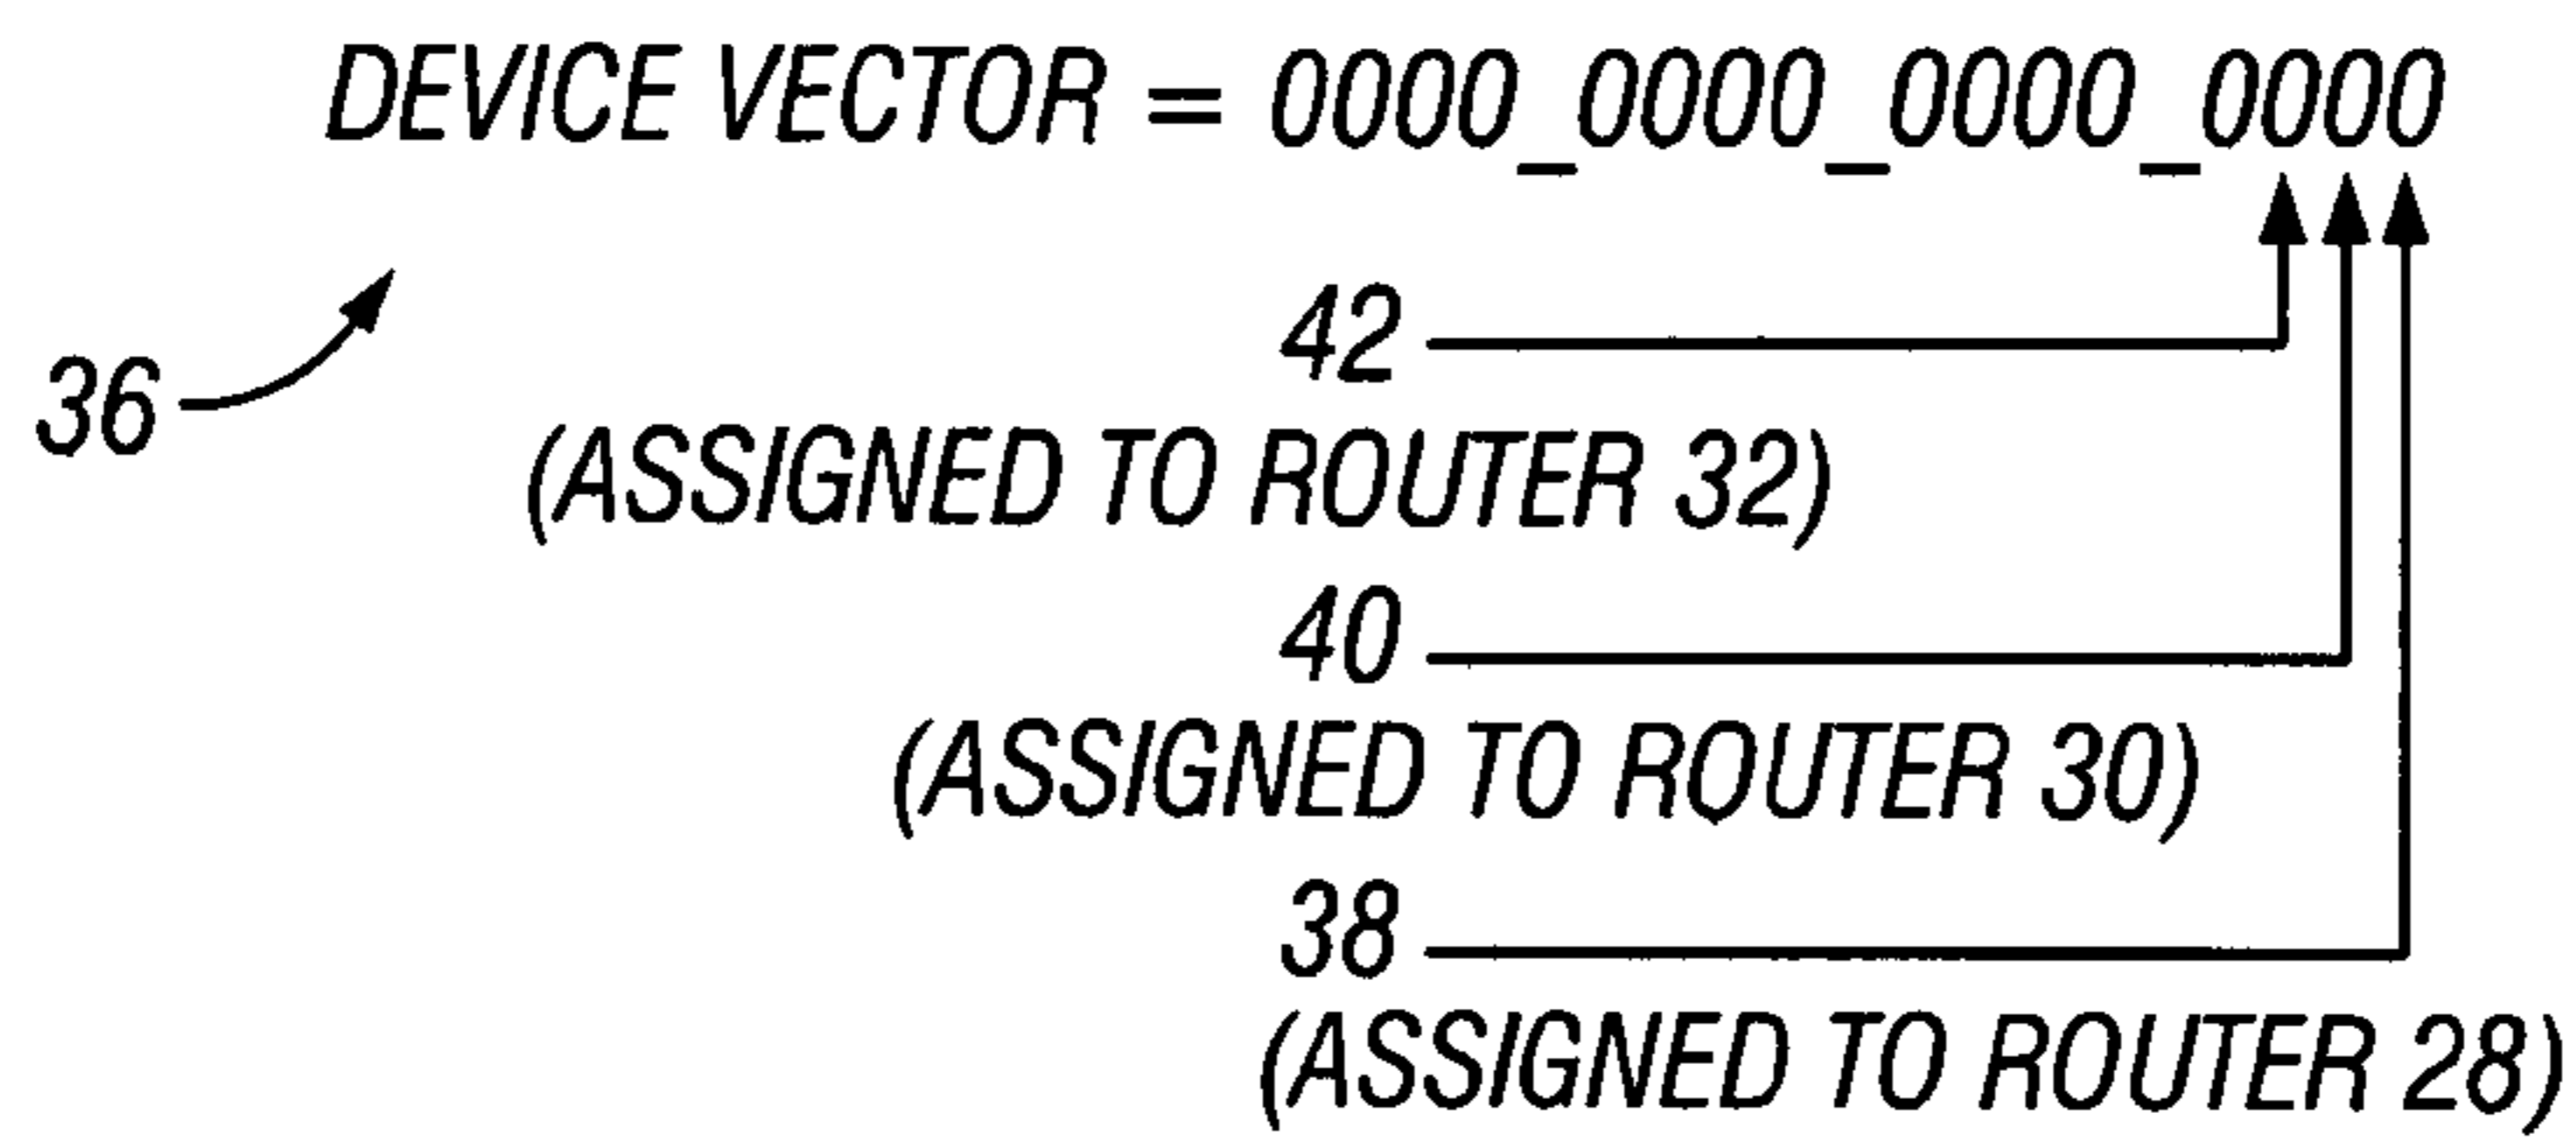 DEVICE VECTOR = 0000_0000_0000_0000
36
42
(ASSIGNED TO ROUTER 32)
40
(ASSIGNED TO ROUTER 30)
38
(ASSIGNED TO ROUTER 28)